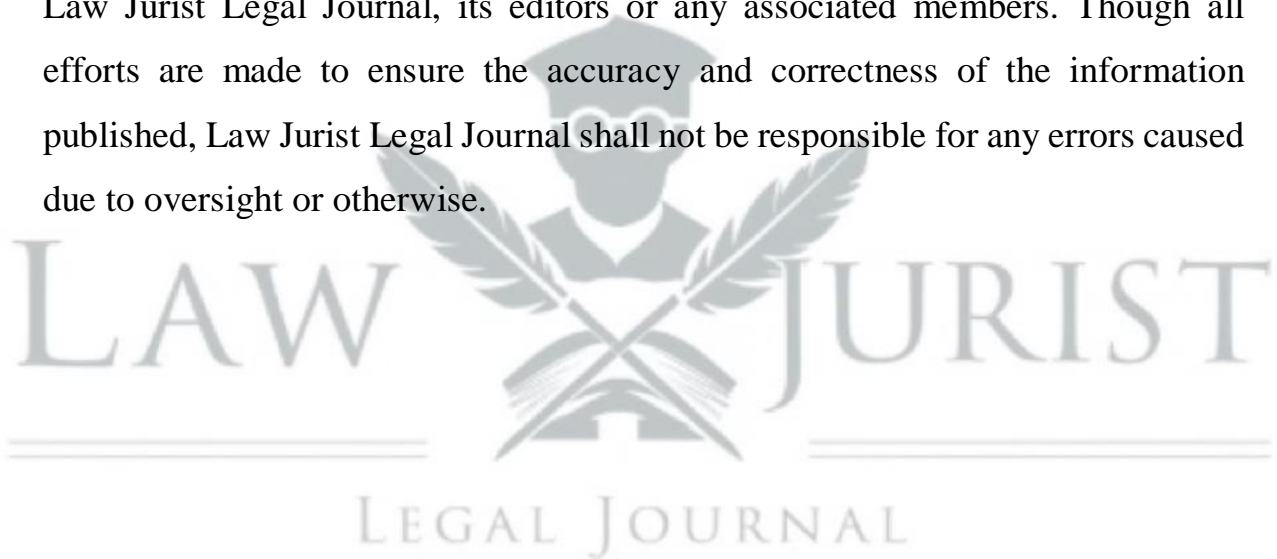 Law Jurist Legal Journal, its editors or any associated members. Though all
efforts are made to ensure the accuracy and correctness of the information
published, Law Jurist Legal Journal shall not be responsible for any errors caused
due to oversight or otherwise.
LAW JURIST
LEGAL JOURNAL